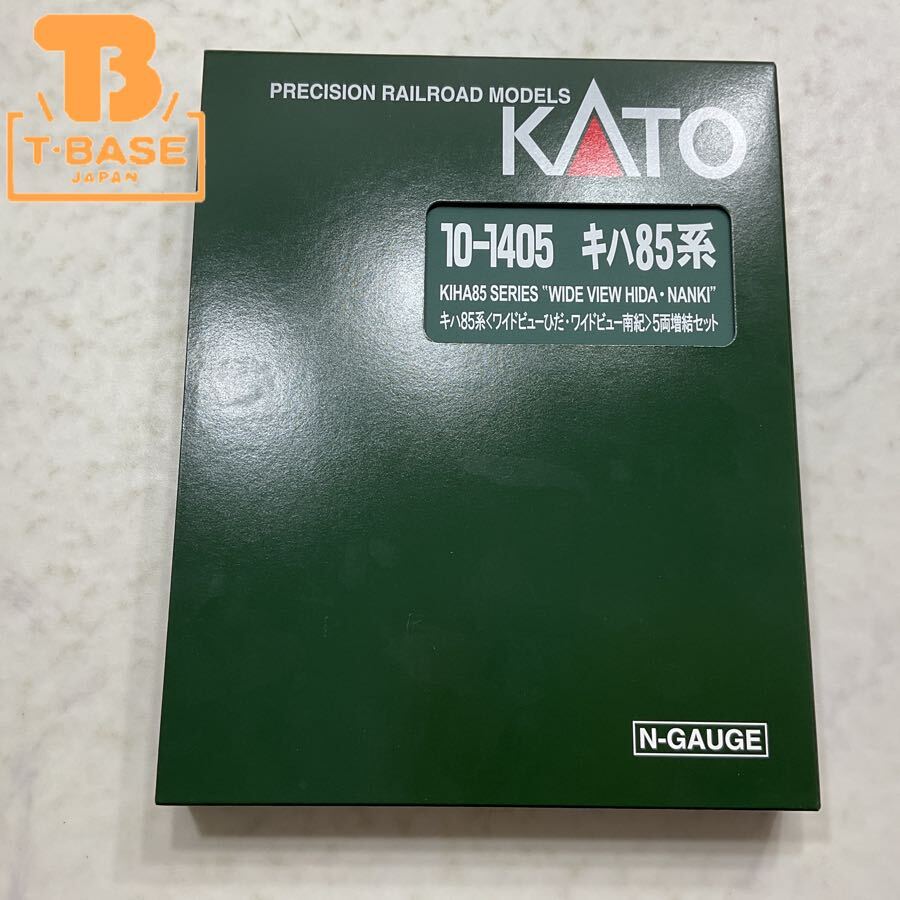 T・BASE
JAPAN
PRECISION RAILROAD MODELS
KATO
10-1405 キハ85系
KIHA85 SERIES "WIDE VIEW HIDA・NANKI"
キハ85系〈ワイドビューひだ・ワイドビュー南紀〉5両増結セット
N-GAUGE